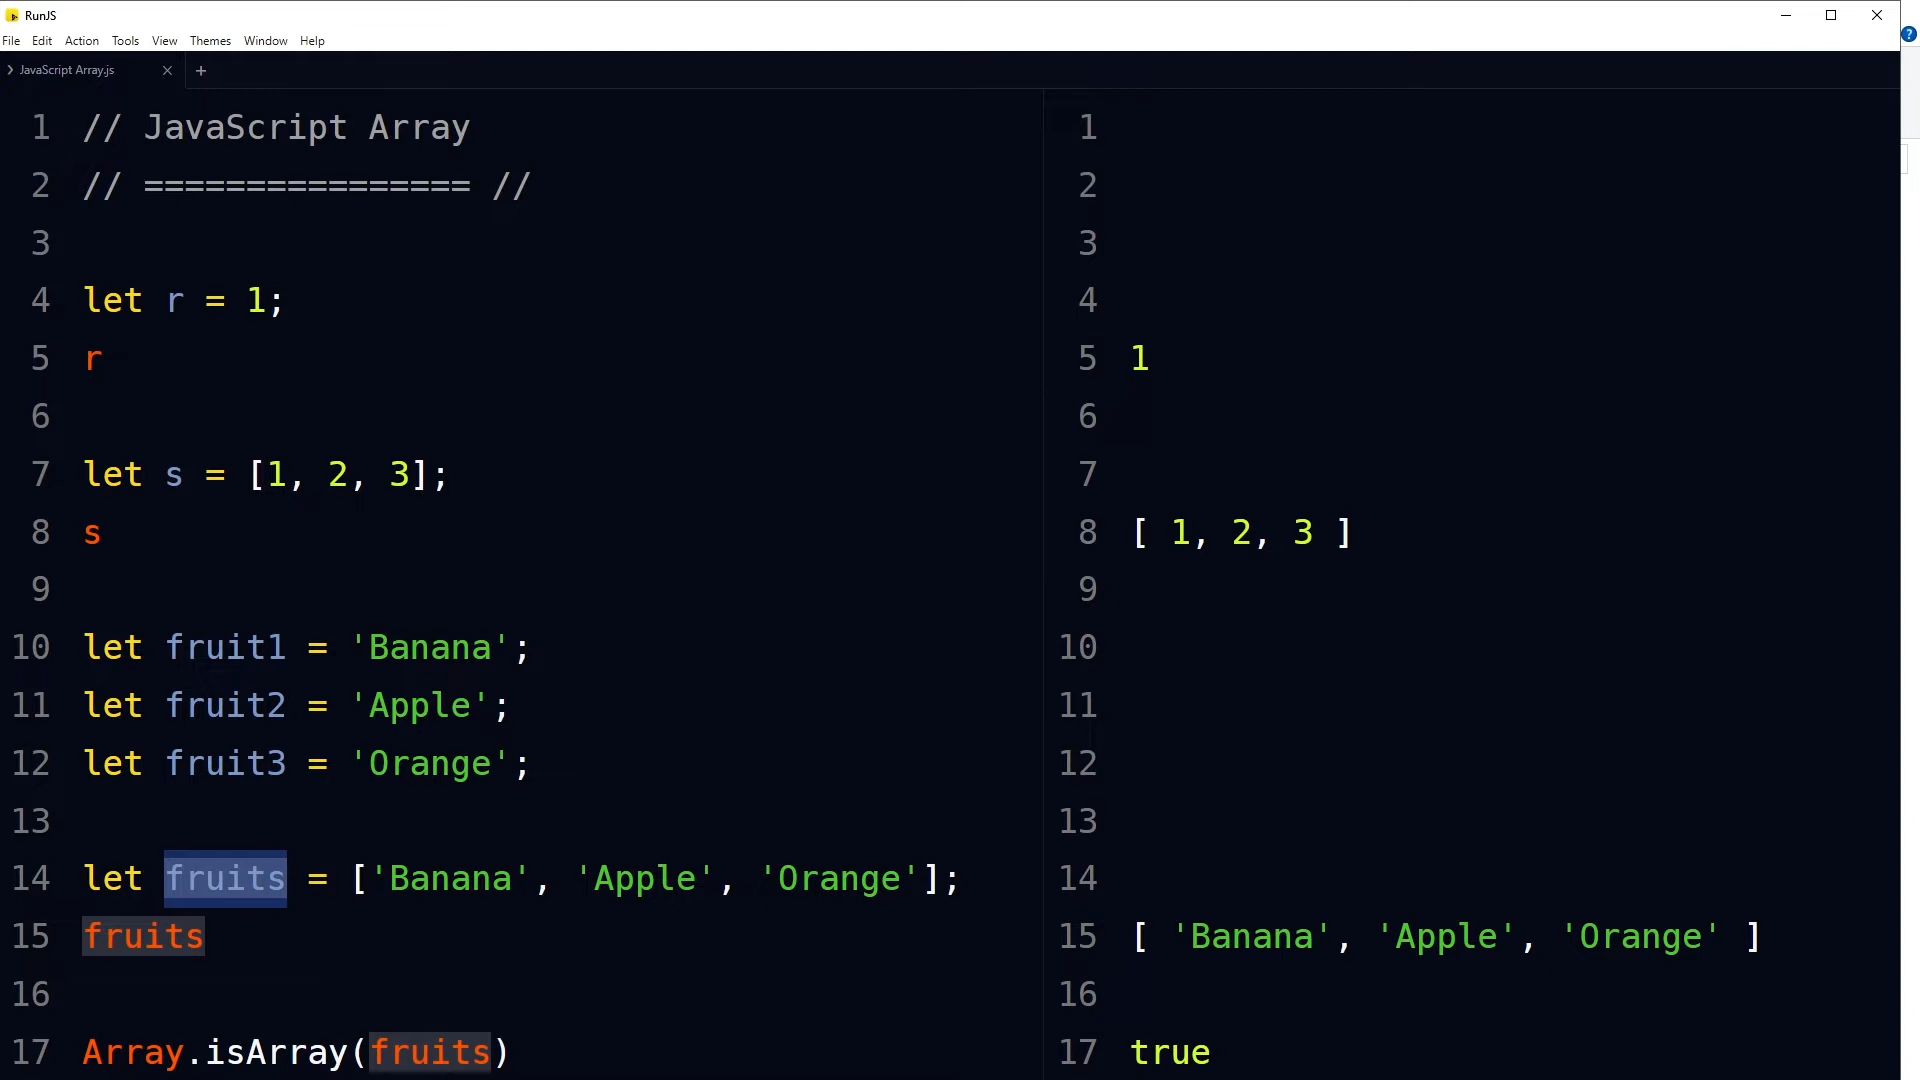 RunJS
File Edit Action Tools View Themes Window Help
JavaScript Array.js
1 // JavaScript Array
2 // ================ //
3
4 let r = 1;
5 r
6
7 let s = [1, 2, 3];
8 s
9
10 let fruit1 = 'Banana';
11 let fruit2 = 'Apple';
12 let fruit3 = 'Orange';
13
14 let fruits = ['Banana', 'Apple', 'Orange'];
15 fruits
16
17 Array.isArray(fruits)
1
2
3
4
5 1
6
7
8 [ 1, 2, 3 ]
9
10
11
12
13
14
15 [ 'Banana', 'Apple', 'Orange' ]
16
17 true